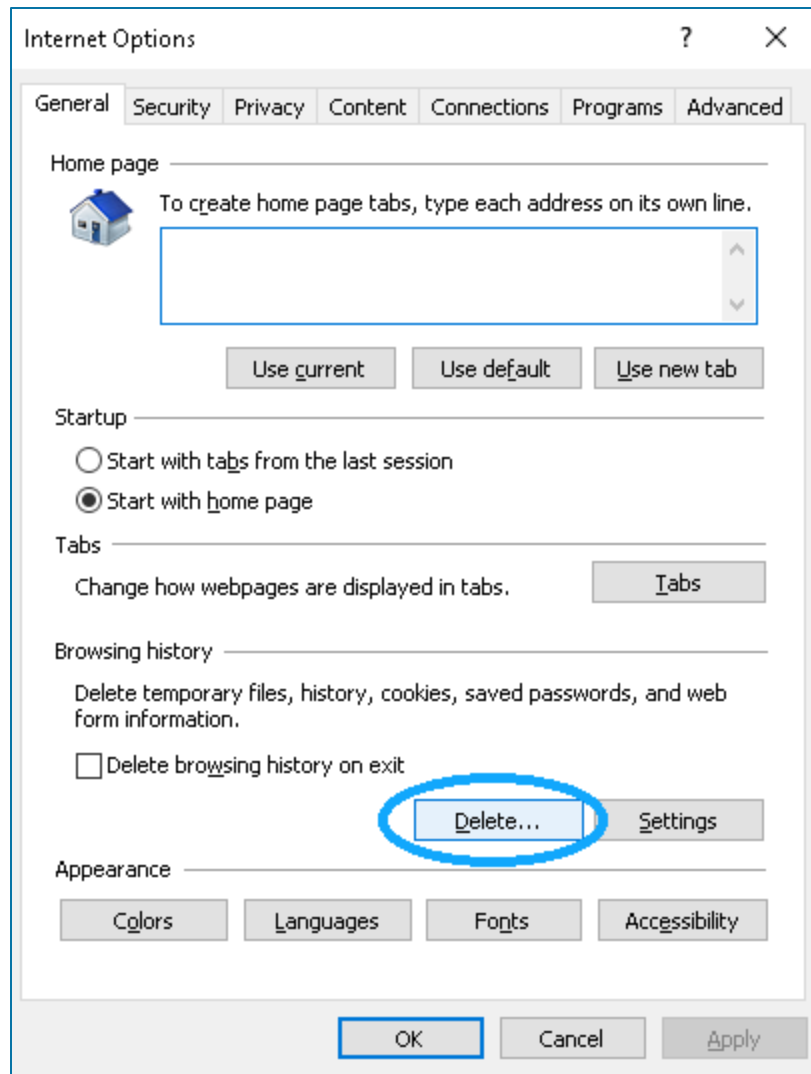 Internet Options ?
General Security Privacy Content Connections Programs Advanced
Home page
To create home page tabs, type each address on its own line.
Use current Use default Use new tab
Startup
Start with tabs from the last session
Start with home page
Tabs
Change how webpages are displayed in tabs. Tabs
Browsing history
Delete temporary files, history, cookies, saved passwords, and web
form information.
Delete browsing history on exit
Delete... Settings
Appearance
Colors Languages Fonts Accessibility
OK Cancel Apply